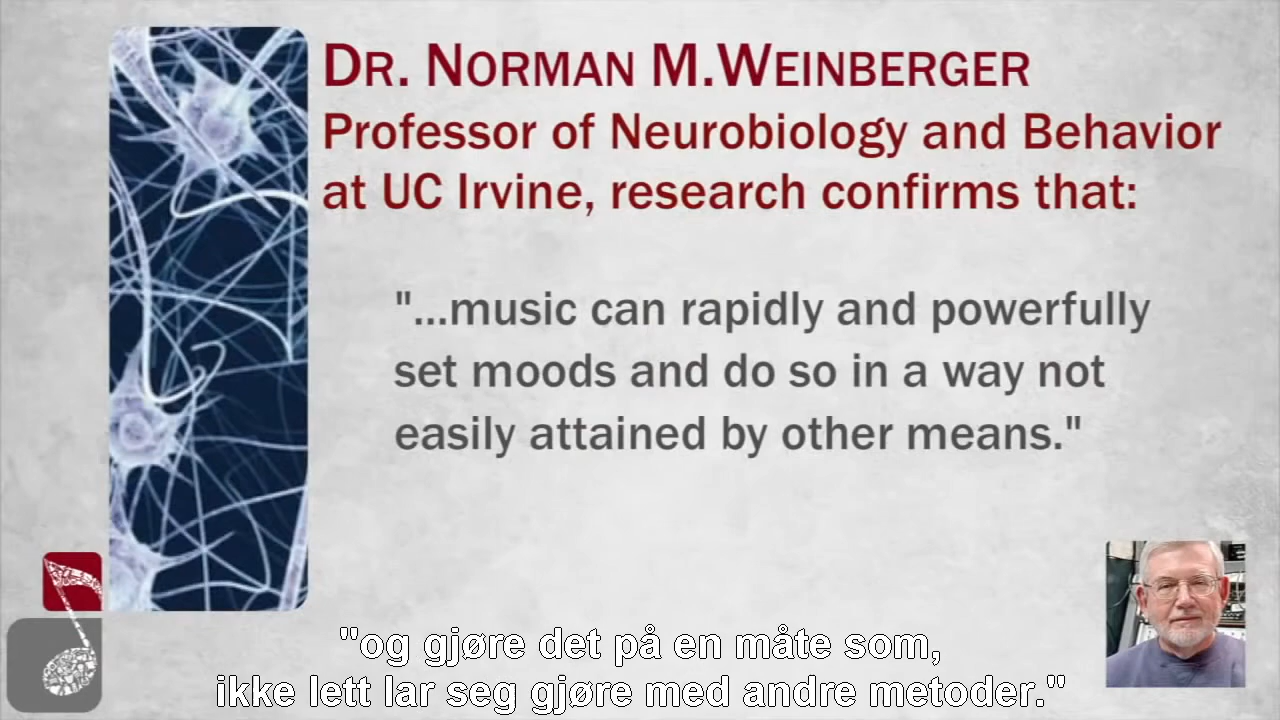 DR. NORMAN M.WEINBERGER
Professor of Neurobiology and Behavior
at UC Irvine, research confirms that:
"...music can rapidly and powerfully
set moods and do so in a way not
easily attained by other means."
"og gjøre det på en måte som,
ikke lett lar seg gjøre med andre metoder."